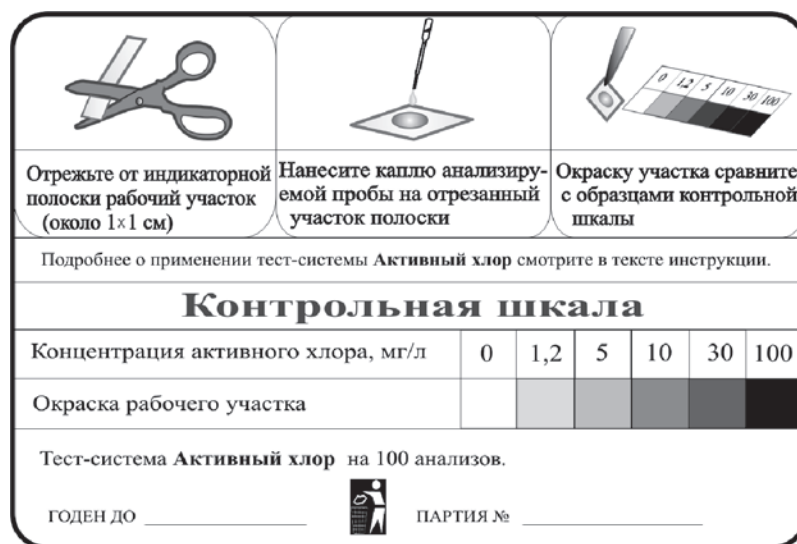 0 1,2 5 10 30 100
Отрежьте от индикаторной
полоски рабочий участок
(около 1×1 см)
Нанесите каплю анализиру-
емой пробы на отрезанный
участок полоски
Окраску участка сравните
с образцами контрольной
шкалы
Подробнее о применении тест-системы Активный хлор смотрите в тексте инструкции.
Контрольная шкала
Концентрация активного хлора, мг/л 0 1,2 5 10 30 100
Окраска рабочего участка
Тест-система Активный хлор на 100 анализов.
ГОДЕН ДО ПАРТИЯ №